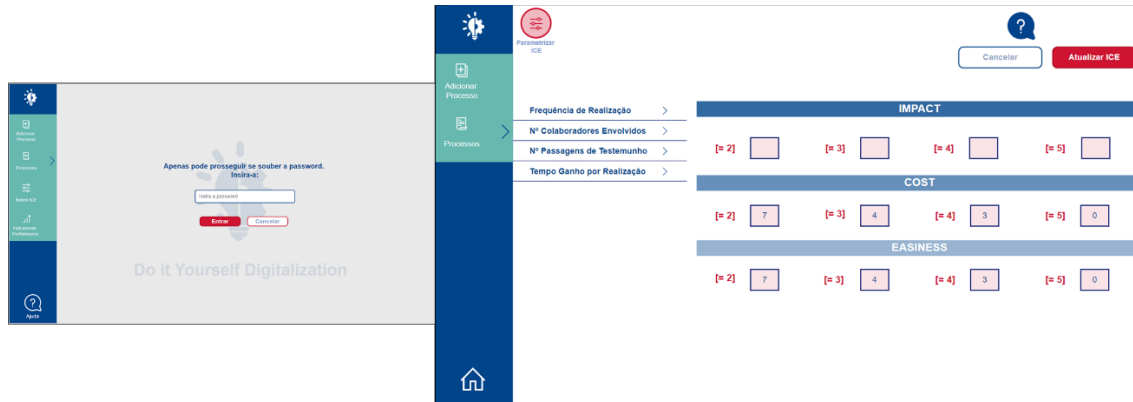 Adicionar
Processo
Processos
Índice ICE
Ajuda
Apenas pode prosseguir se souber a password.
Insira-a:
Insira a password
Entrar
Cancelar
Do it Yourself Digitalization
Adicionar
Processo
Processos
Parametrizar
ICE
?
Cancelar
Atualizar ICE
Frequência de Realização
Nº Colaboradores Envolvidos
Nº Passagens de Testemunho
Tempo Ganho por Realização
IMPACT
[= 2] [= 3] [= 4] [= 5]
COST
[= 2] 7 [= 3] 4 [= 4] 3 [= 5] 0
EASINESS
[= 2] 7 [= 3] 4 [= 4] 3 [= 5] 0